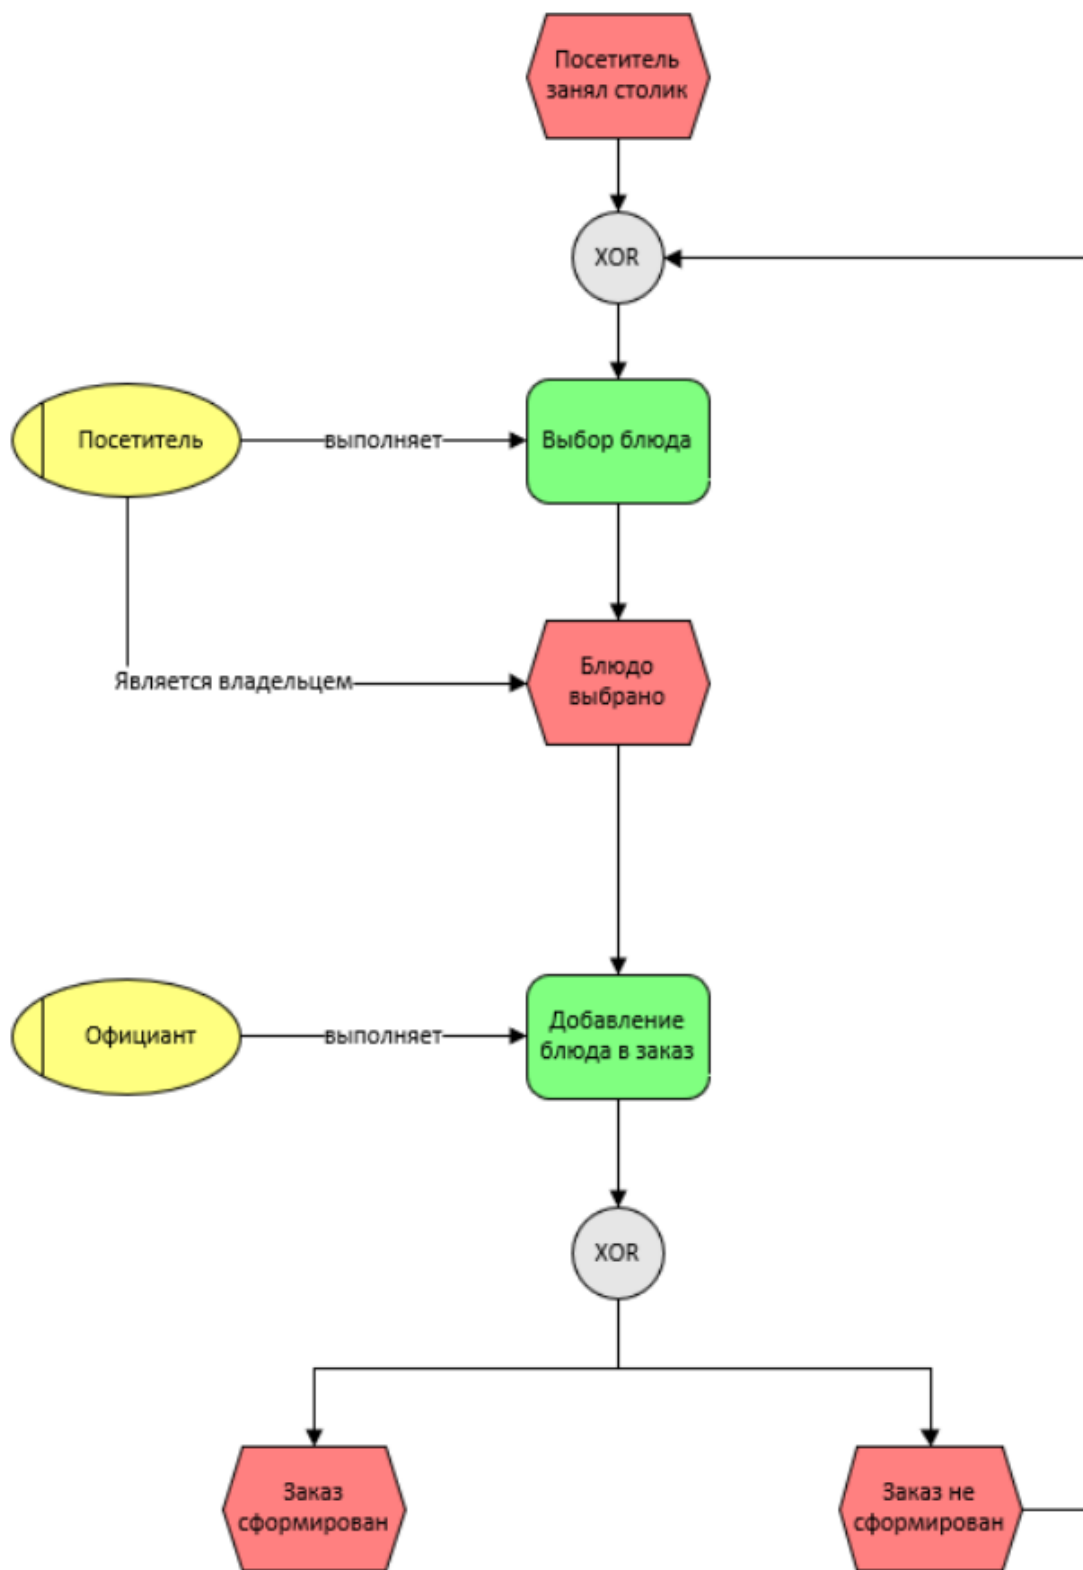 Посетитель
занял столик
XOR
Посетитель
выполняет
Выбор блюда
Является владельцем
Блюдо
выбрано
Официант
выполняет
Добавление
блюда в заказ
XOR
Заказ
сформирован
Заказ не
сформирован